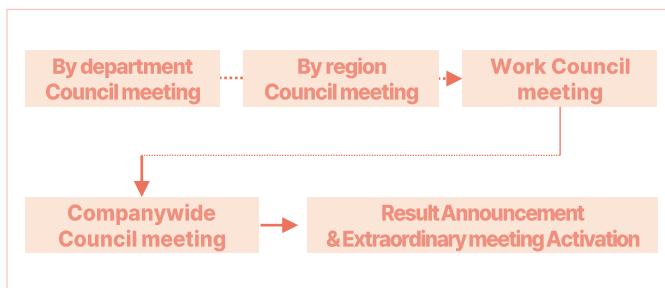 By department
Council meeting
By region
Council meeting
Work Council
meeting
Companywide
Council meeting
Result Announcement
& Extraordinary meeting Activation